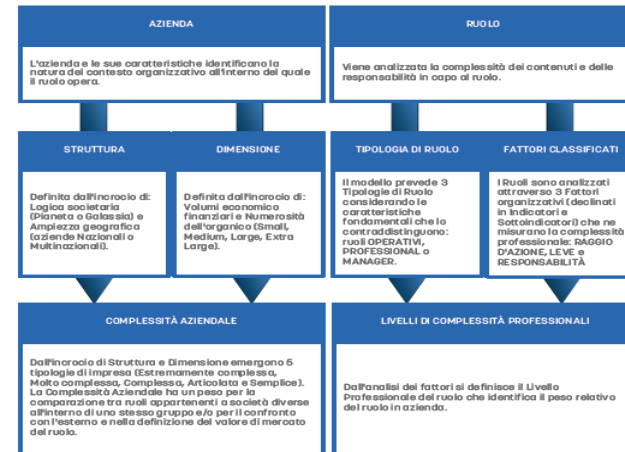 AZIENDA
L'azienda e le sue caratteristiche identificano la
natura del contesto organizzativo all'interno del quale
il ruolo opera.
RUOLO
Viene analizzata la complessità dei contenuti e delle
responsabilità in capo al ruolo.
STRUTTURA
Definita dall'incrocio di:
Logica societaria
(Pianeta o Galassia) e
Ampiezza geografica
(aziende Nazionali o
Multinazionali).
DIMENSIONE
Definita dall'incrocio di:
Volumi economico
finanziari e Numerosità
dell'organico (Small,
Medium, Large, Extra
Large).
TIPOLOGIA DI RUOLO
Il modello prevede 3
Tipologie di Ruolo
considerando le
caratteristiche
fondamentali che lo
contraddistinguono:
ruoli OPERATIVI,
PROFESSIONAL o
MANAGER.
FATTORI CLASSIFICATI
I Ruoli sono analizzati
attraverso 3 Fattori
organizzativi (declinati
in Indicatori e
Sottoindicatori) che ne
misurano la complessità
professionale: RAGGIO
D'AZIONE, LEVE e
RESPONSABILITÀ
COMPLESSITÀ AZIENDALE
Dall'incrocio di Struttura e Dimensione emergono 5
tipologie di impresa (Estremamente complessa,
Molto complessa, Complessa, Articolata e Semplice).
La Complessità Aziendale ha un peso per la
comparazione tra ruoli appartenenti a società diverse
all'interno di uno stesso gruppo e/o per il confronto
con l'esterno e nella definizione del valore di mercato
del ruolo.
LIVELLI DI COMPLESSITÀ PROFESSIONALI
Dall'analisi dei fattori si definisce il Livello
Professionale del ruolo che identifica il peso relativo
del ruolo in azienda.